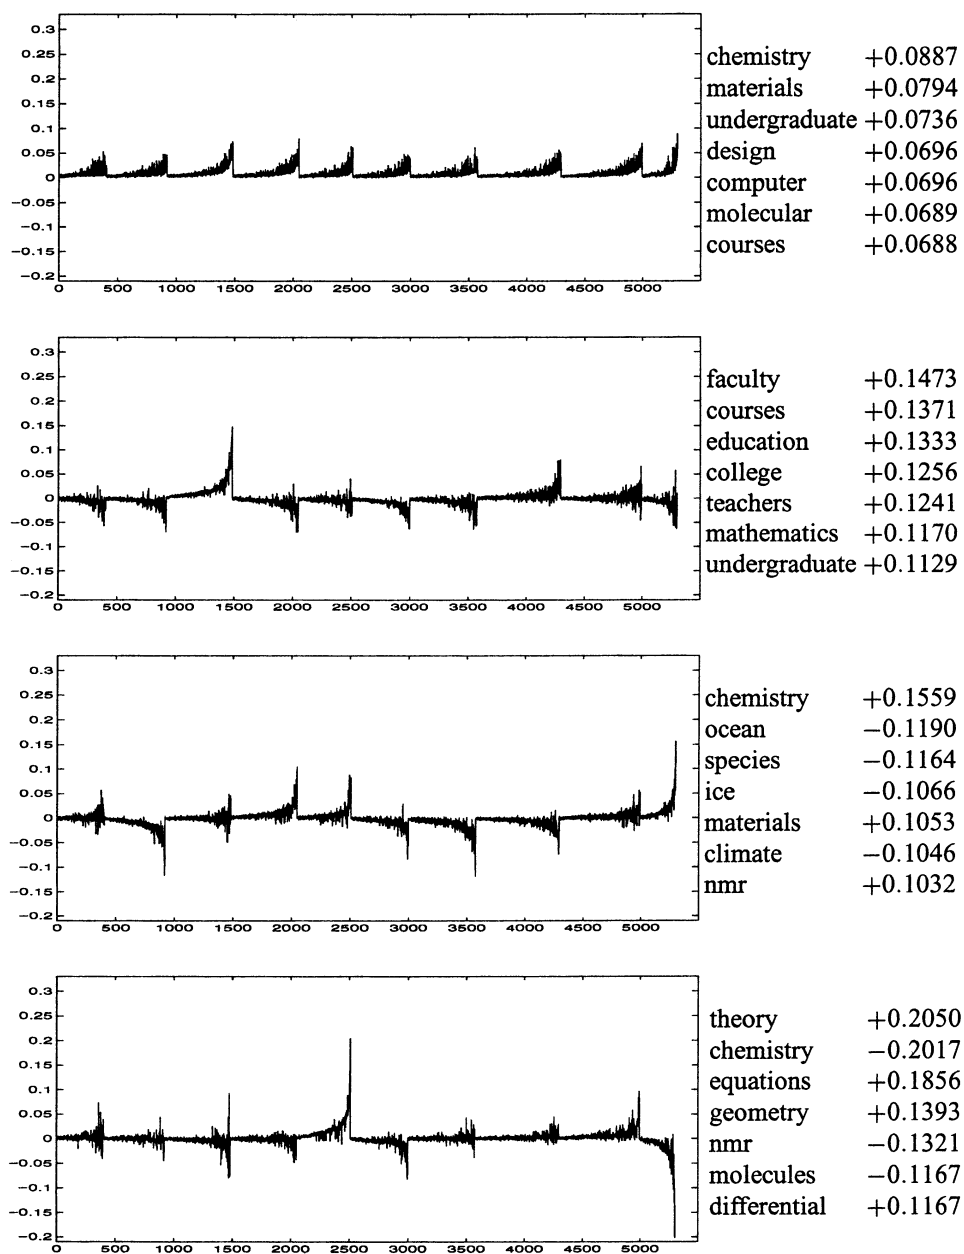 0.3
0.25
0.2
0.15
0.1
0.05
0
−0.05
−0.1
−0.15
−0.2
0 500 1000 1500 2000 2500 3000 3500 4000 4500 5000
chemistry +0.0887
materials +0.0794
undergraduate +0.0736
design +0.0696
computer +0.0696
molecular +0.0689
courses +0.0688
0.3
0.25
0.2
0.15
0.1
0.05
0
−0.05
−0.1
−0.15
−0.2
0 500 1000 1500 2000 2500 3000 3500 4000 4500 5000
faculty +0.1473
courses +0.1371
education +0.1333
college +0.1256
teachers +0.1241
mathematics +0.1170
undergraduate +0.1129
0.3
0.25
0.2
0.15
0.1
0.05
0
−0.05
−0.1
−0.15
−0.2
0 500 1000 1500 2000 2500 3000 3500 4000 4500 5000
chemistry +0.1559
ocean −0.1190
species −0.1164
ice −0.1066
materials +0.1053
climate −0.1046
nmr +0.1032
0.3
0.25
0.2
0.15
0.1
0.05
0
−0.05
−0.1
−0.15
−0.2
0 500 1000 1500 2000 2500 3000 3500 4000 4500 5000
theory +0.2050
chemistry −0.2017
equations +0.1856
geometry +0.1393
nmr −0.1321
molecules −0.1167
differential +0.1167